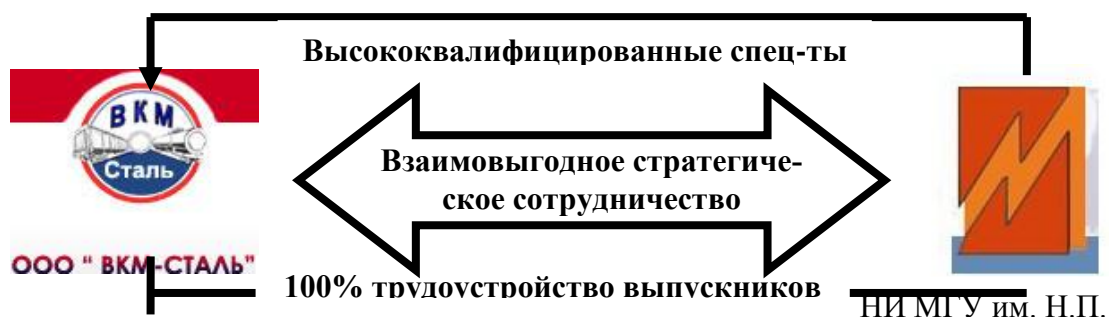 Высококвалифицированные спец-ты
ВКМ
Сталь
Взаимовыгодное стратегиче-
ское сотрудничество
ООО " ВКМ-СТАЛЬ"
100% трудоустройство выпускников
НИ МГУ им. Н.П.